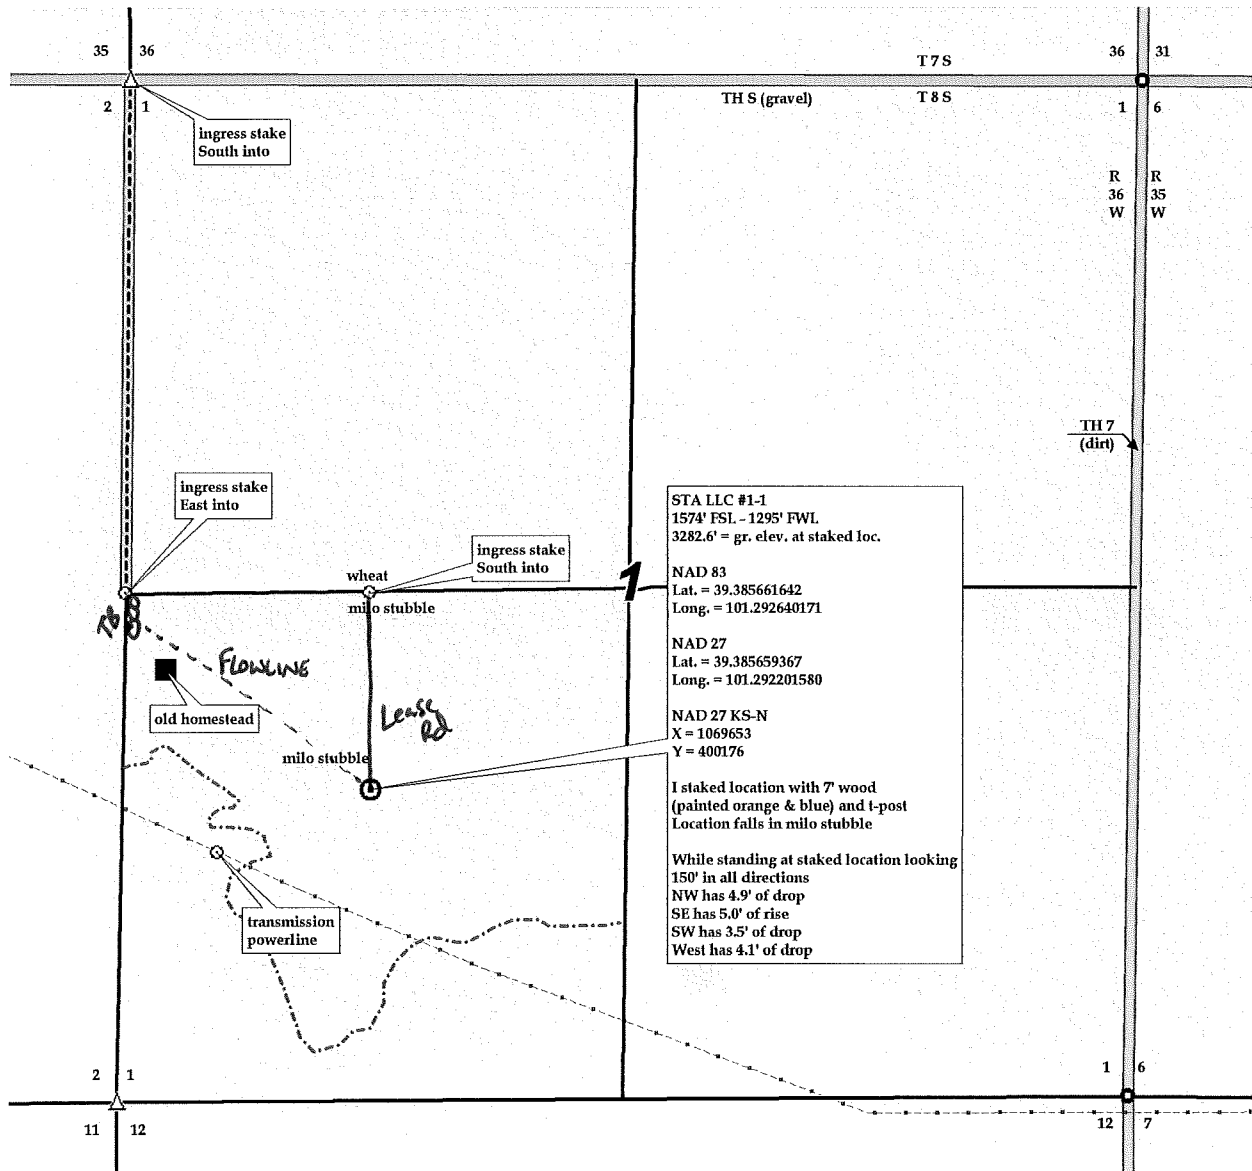 35 36
36 31
T 7 S
TH S (gravel)
T 8 S
2 1
1 6
ingress stake
South into
R R
36 35
W W
TH 7
(dirt)
ingress stake
East into
STA LLC #1-1
1574' FSL - 1295' FWL
3282.6' = gr. elev. at staked loc.
NAD 83
Lat. = 39.385661642
Long. = 101.292640171
NAD 27
Lat. = 39.385659367
Long. = 101.292201580
NAD 27 KS-N
X = 1069653
Y = 400176
I staked location with 7' wood
(painted orange & blue) and t-post
Location falls in milo stubble
While standing at staked location looking
150' in all directions
NW has 4.9' of drop
SE has 5.0' of rise
SW has 3.5' of drop
West has 4.1' of drop
ingress stake
South into
wheat
milo stubble
1
TB
FLOWLINE
old homestead
Lease
Rd
milo stubble
transmission
powerline
2 1
1 6
11 12
12 7